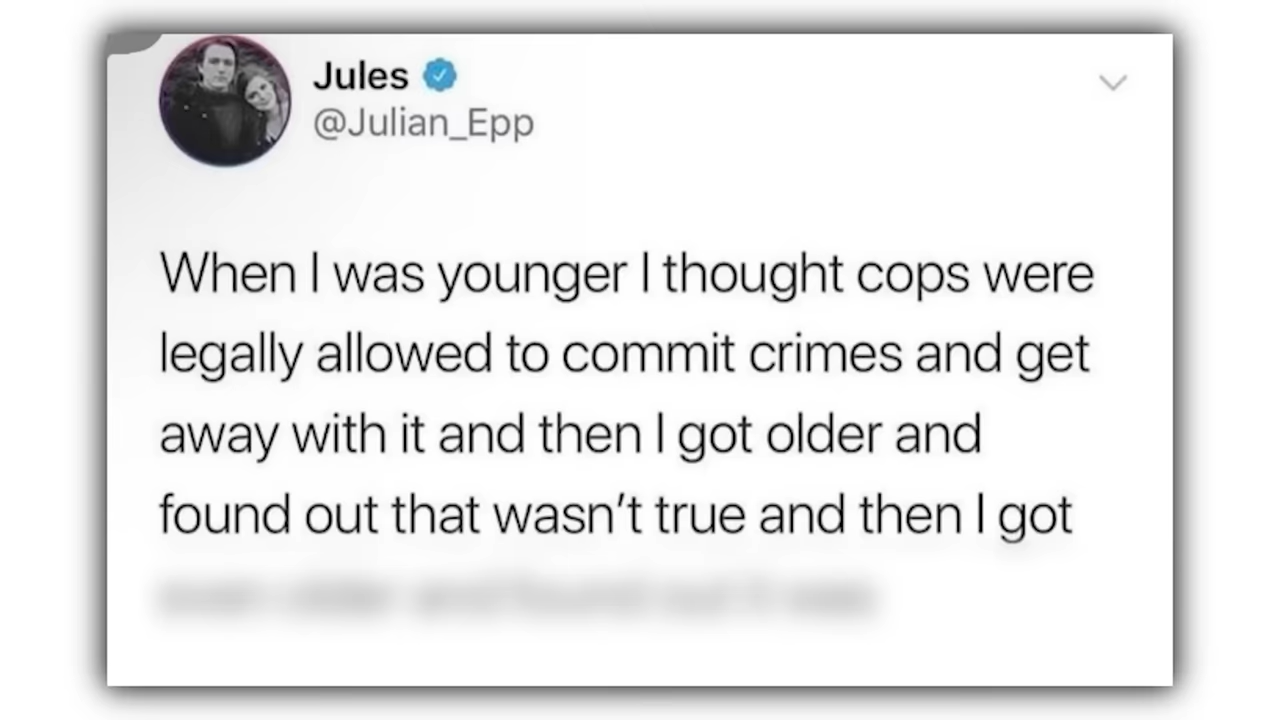 Jules
@Julian_Epp
When I was younger I thought cops were
legally allowed to commit crimes and get
away with it and then I got older and
found out that wasn't true and then I got